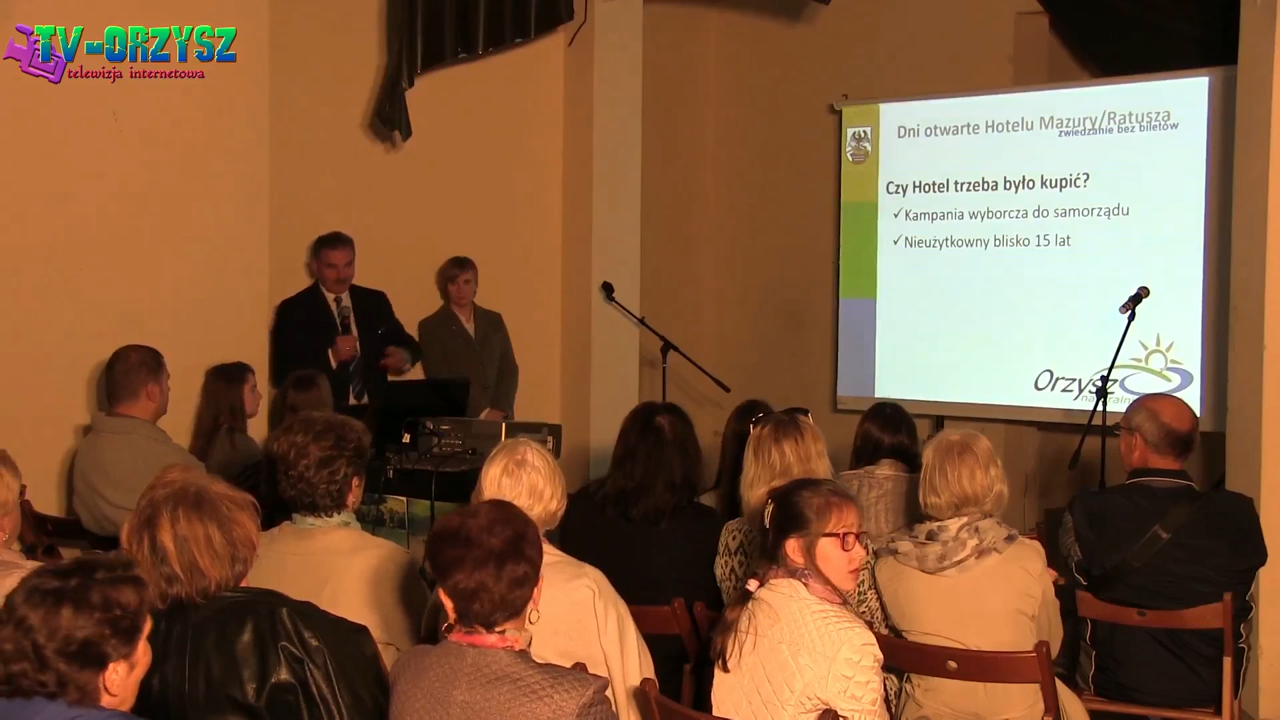 TV-ORZYSZ
telewizja internetowa
Dni otwarte Hotelu Mazury/Ratusza
zwiedzanie bez biletów
Czy Hotel trzeba było kupić?
✓Kampania wyborcza do samorządu
✓Nieużytkowny blisko 15 lat
Orzysz